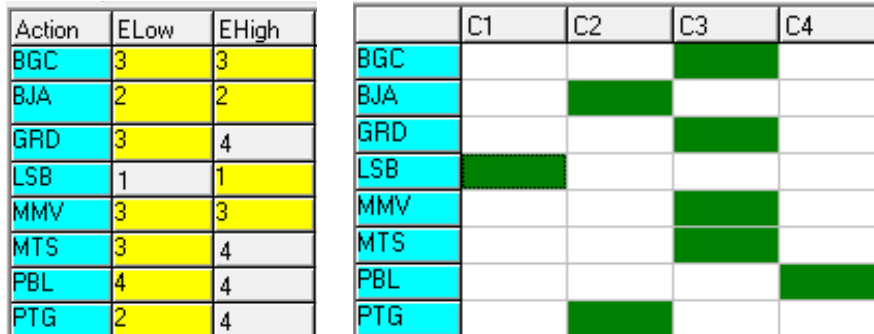 Action ELow EHigh
BGC 3 3
BJA 2 2
GRD 3 4
LSB 1 1
MMV 3 3
MTS 3 4
PBL 4 4
PTG 2 4
C1 C2 C3 C4
BGC
BJA
GRD
LSB
MMV
MTS
PBL
PTG